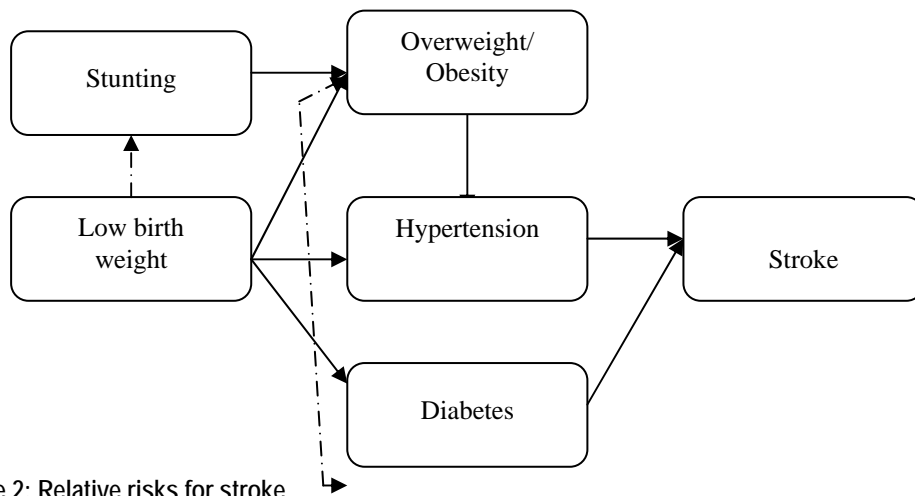 Overweight/
Obesity
Stunting
Low birth
weight
Hypertension
Stroke
Diabetes
e 2: Relative risks for stroke